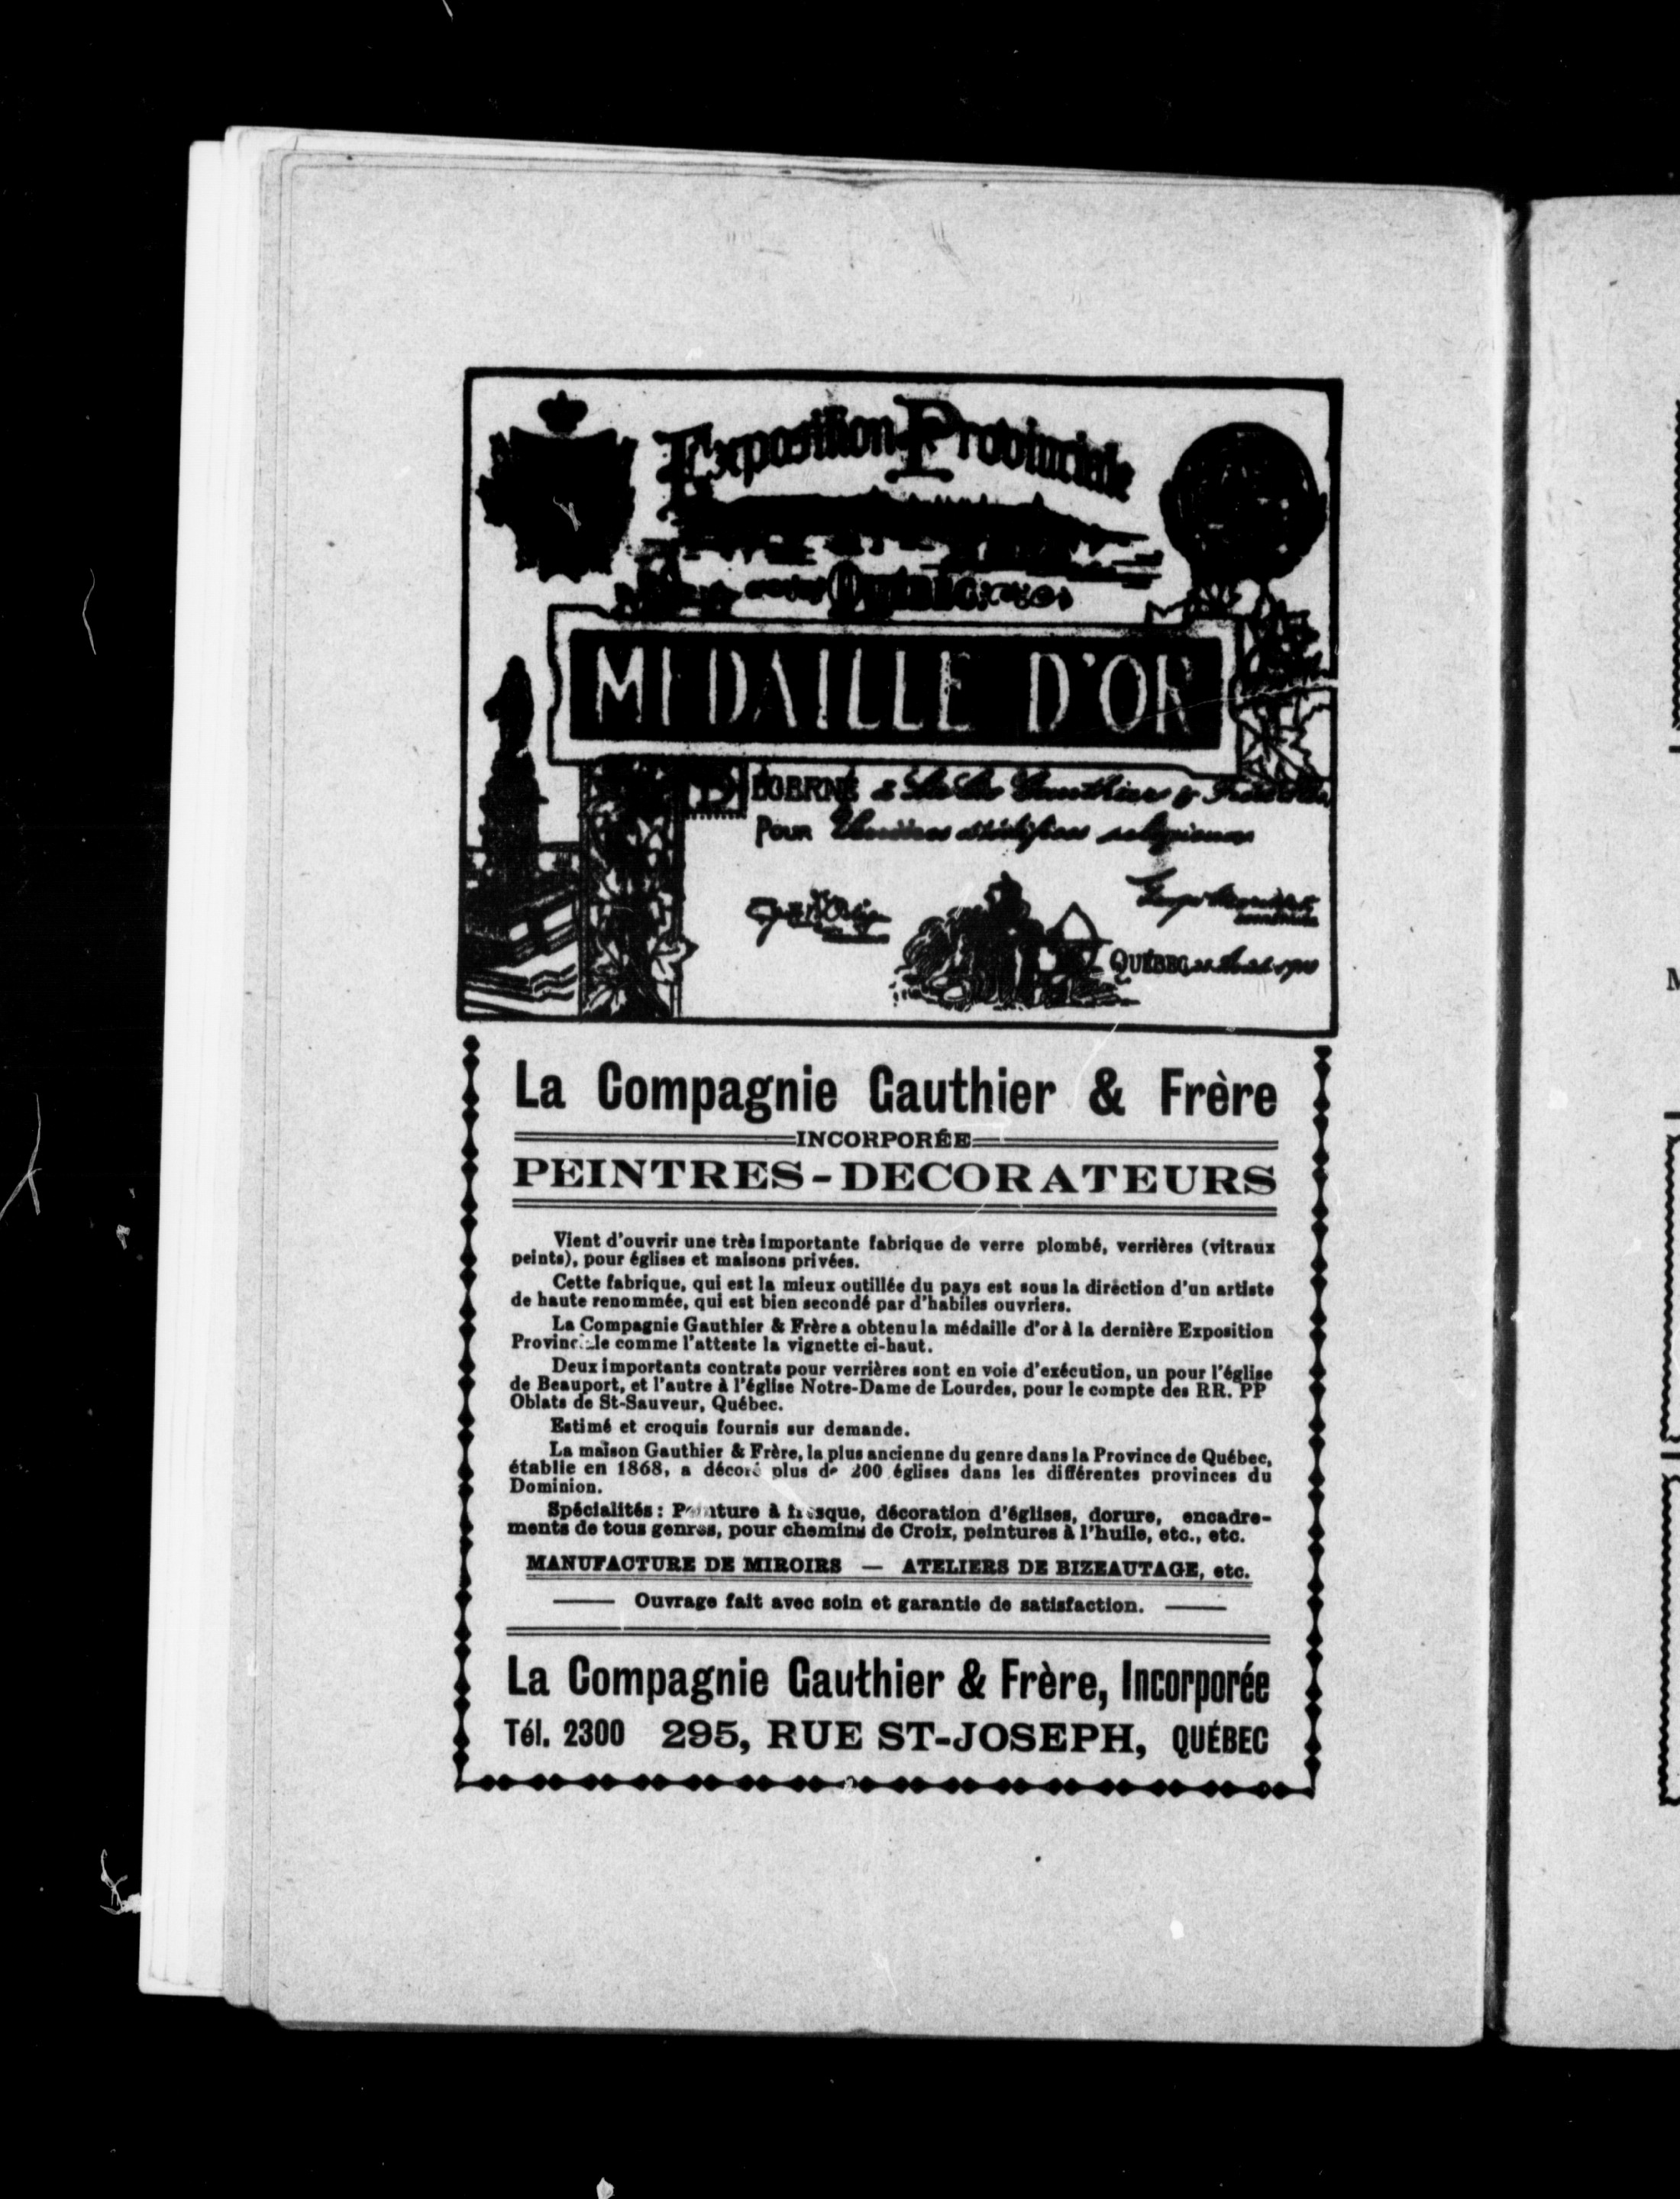 Exposition Provinciale
MEDAILLE D'OR
DÉCERNÉ à La Cie Gauthier & Frère
Pour Verrières d'édifices religieux
QUÉBEC
La Compagnie Gauthier & Frère
INCORPORÉE
PEINTRES-DECORATEURS
Vient d'ouvrir une très importante fabrique de verre plombé, verrières (vitraux
peints), pour églises et maisons privées.
Cette fabrique, qui est la mieux outillée du pays est sous la direction d'un artiste
de haute renommée, qui est bien secondé par d'habiles ouvriers.
La Compagnie Gauthier & Frère a obtenu la médaille d'or à la dernière Exposition
Provinciale comme l'atteste la vignette ci-haut.
Deux importants contrats pour verrières sont en voie d'exécution, un pour l'église
de Beauport, et l'autre à l'église Notre-Dame de Lourdes, pour le compte des RR. PP
Oblats de St-Sauveur, Québec.
Estimé et croquis fournis sur demande.
La maison Gauthier & Frère, la plus ancienne du genre dans la Province de Québec,
établie en 1868, a décoré plus de 200 églises dans les différentes provinces du
Dominion.
Spécialités : Peinture à fresque, décoration d'églises, dorure, encadre-
ments de tous genres, pour chemins de Croix, peintures à l'huile, etc., etc.
MANUFACTURE DE MIROIRS — ATELIERS DE BIZEAUTAGE, etc.
Ouvrage fait avec soin et garantie de satisfaction.
La Compagnie Gauthier & Frère, Incorporée
Tél. 2300 295, RUE ST-JOSEPH, QUÉBEC